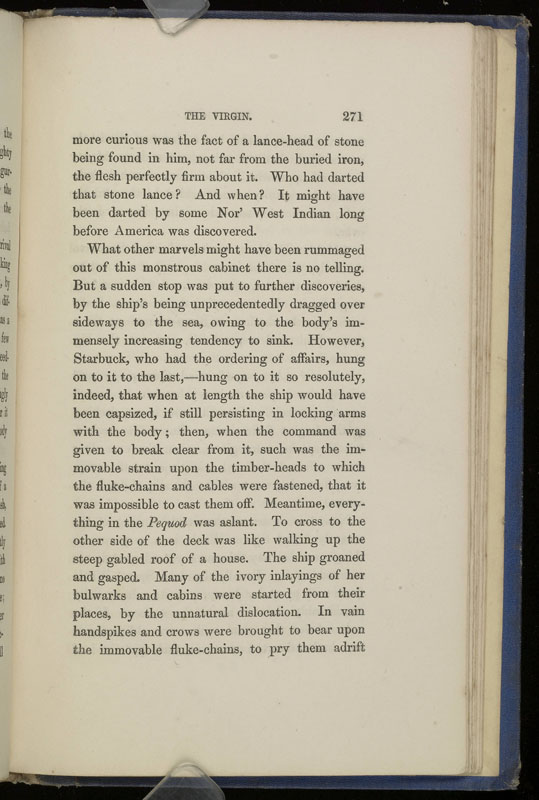 THE VIRGIN. 271
more curious was the fact of a lance-head of stone
being found in him, not far from the buried iron,
the flesh perfectly firm about it. Who had darted
that stone lance? And when? It might have
been darted by some Nor' West Indian long
before America was discovered.
What other marvels might have been rummaged
out of this monstrous cabinet there is no telling.
But a sudden stop was put to further discoveries,
by the ship's being unprecedentedly dragged over
sideways to the sea, owing to the body's im-
mensely increasing tendency to sink. However,
Starbuck, who had the ordering of affairs, hung
on to it to the last,—hung on to it so resolutely,
indeed, that when at length the ship would have
been capsized, if still persisting in locking arms
with the body; then, when the command was
given to break clear from it, such was the im-
movable strain upon the timber-heads to which
the fluke-chains and cables were fastened, that it
was impossible to cast them off. Meantime, every-
thing in the Pequod was aslant. To cross to the
other side of the deck was like walking up the
steep gabled roof of a house. The ship groaned
and gasped. Many of the ivory inlayings of her
bulwarks and cabins were started from their
places, by the unnatural dislocation. In vain
handspikes and crows were brought to bear upon
the immovable fluke-chains, to pry them adrift